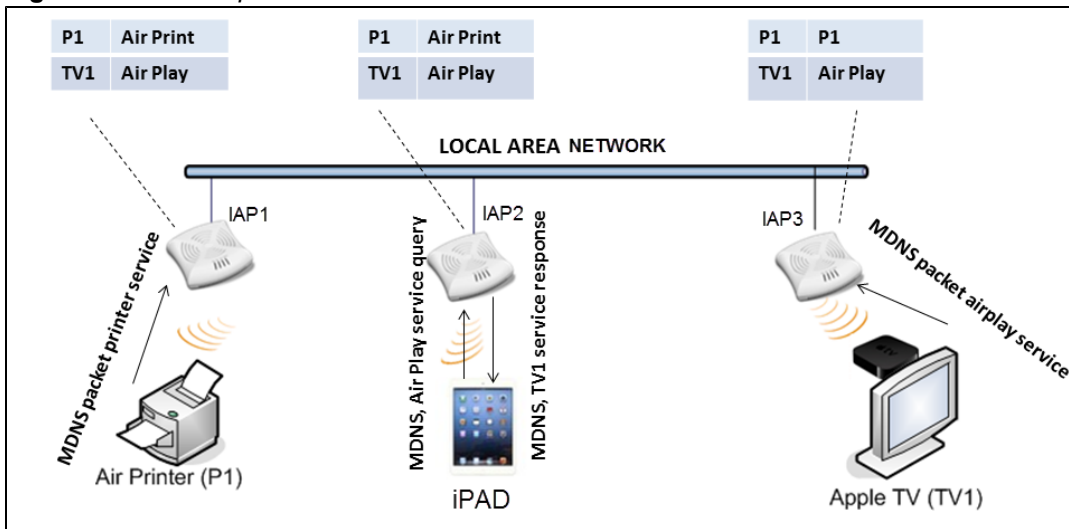 P1 Air Print
TV1 Air Play
P1 Air Print
TV1 Air Play
P1 P1
TV1 Air Play
LOCAL AREA NETWORK
IAP1
IAP2
IAP3
MDNS packet printer service
MDNS, Air Play service query
MDNS, TV1 service response
MDNS packet airplay service
tv
Air Printer (P1)
iPAD
Apple TV (TV1)